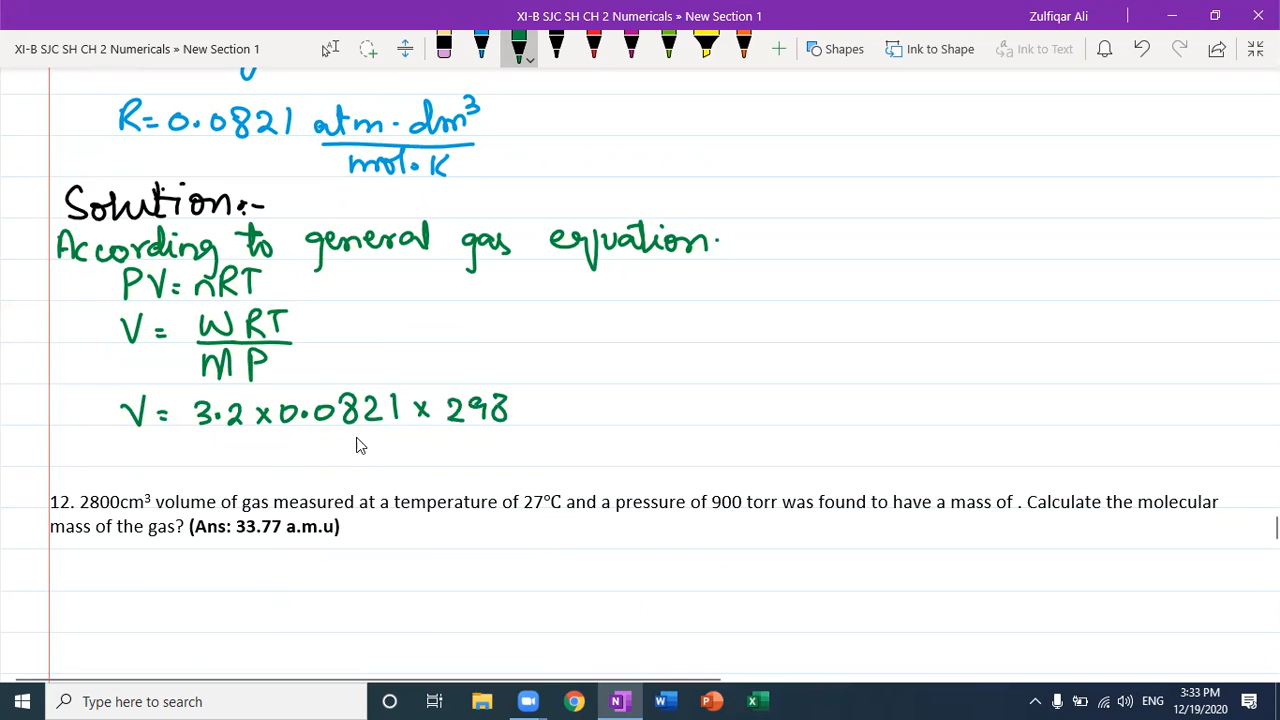 XI-B SJC SH CH 2 Numericals » New Section 1
Zulfiqar Ali
XI-B SJC SH CH 2 Numericals » New Section 1
Shapes
Ink to Shape
Ink to Text
R = 0.0821 atm · dm³
mol · K
Solution:-
According to general gas equation.
PV = nRT
V = WRT
MP
V = 3.2 × 0.0821 × 298
12. 2800cm³ volume of gas measured at a temperature of 27°C and a pressure of 900 torr was found to have a mass of . Calculate the molecular
mass of the gas? (Ans: 33.77 a.m.u)
Type here to search
ENG
3:33 PM
12/19/2020